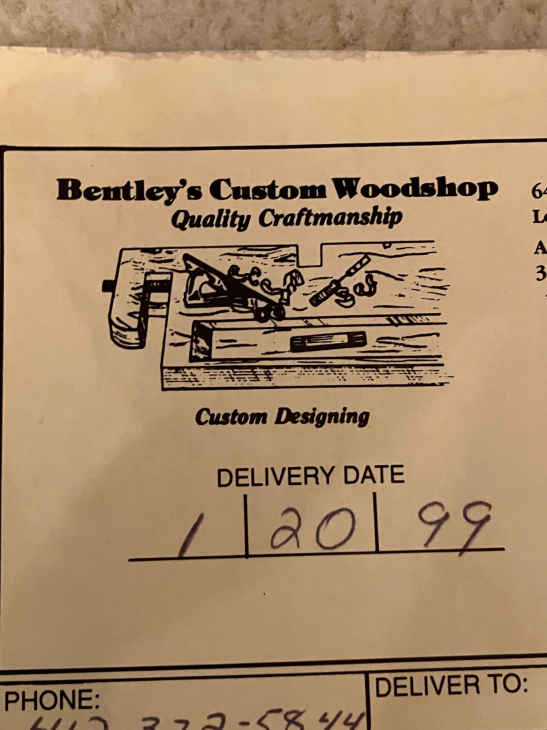 Bentley's Custom Woodshop
Quality Craftmanship
Custom Designing
DELIVERY DATE
1 20 99
PHONE:
DELIVER TO: